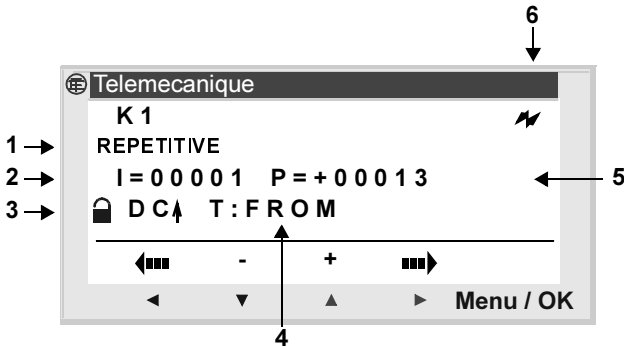 6
Telemecanique
K1
1 REPETITIVE
2 I=00001 P=+00013 5
3 DC T:FROM
- +
Menu / OK
4